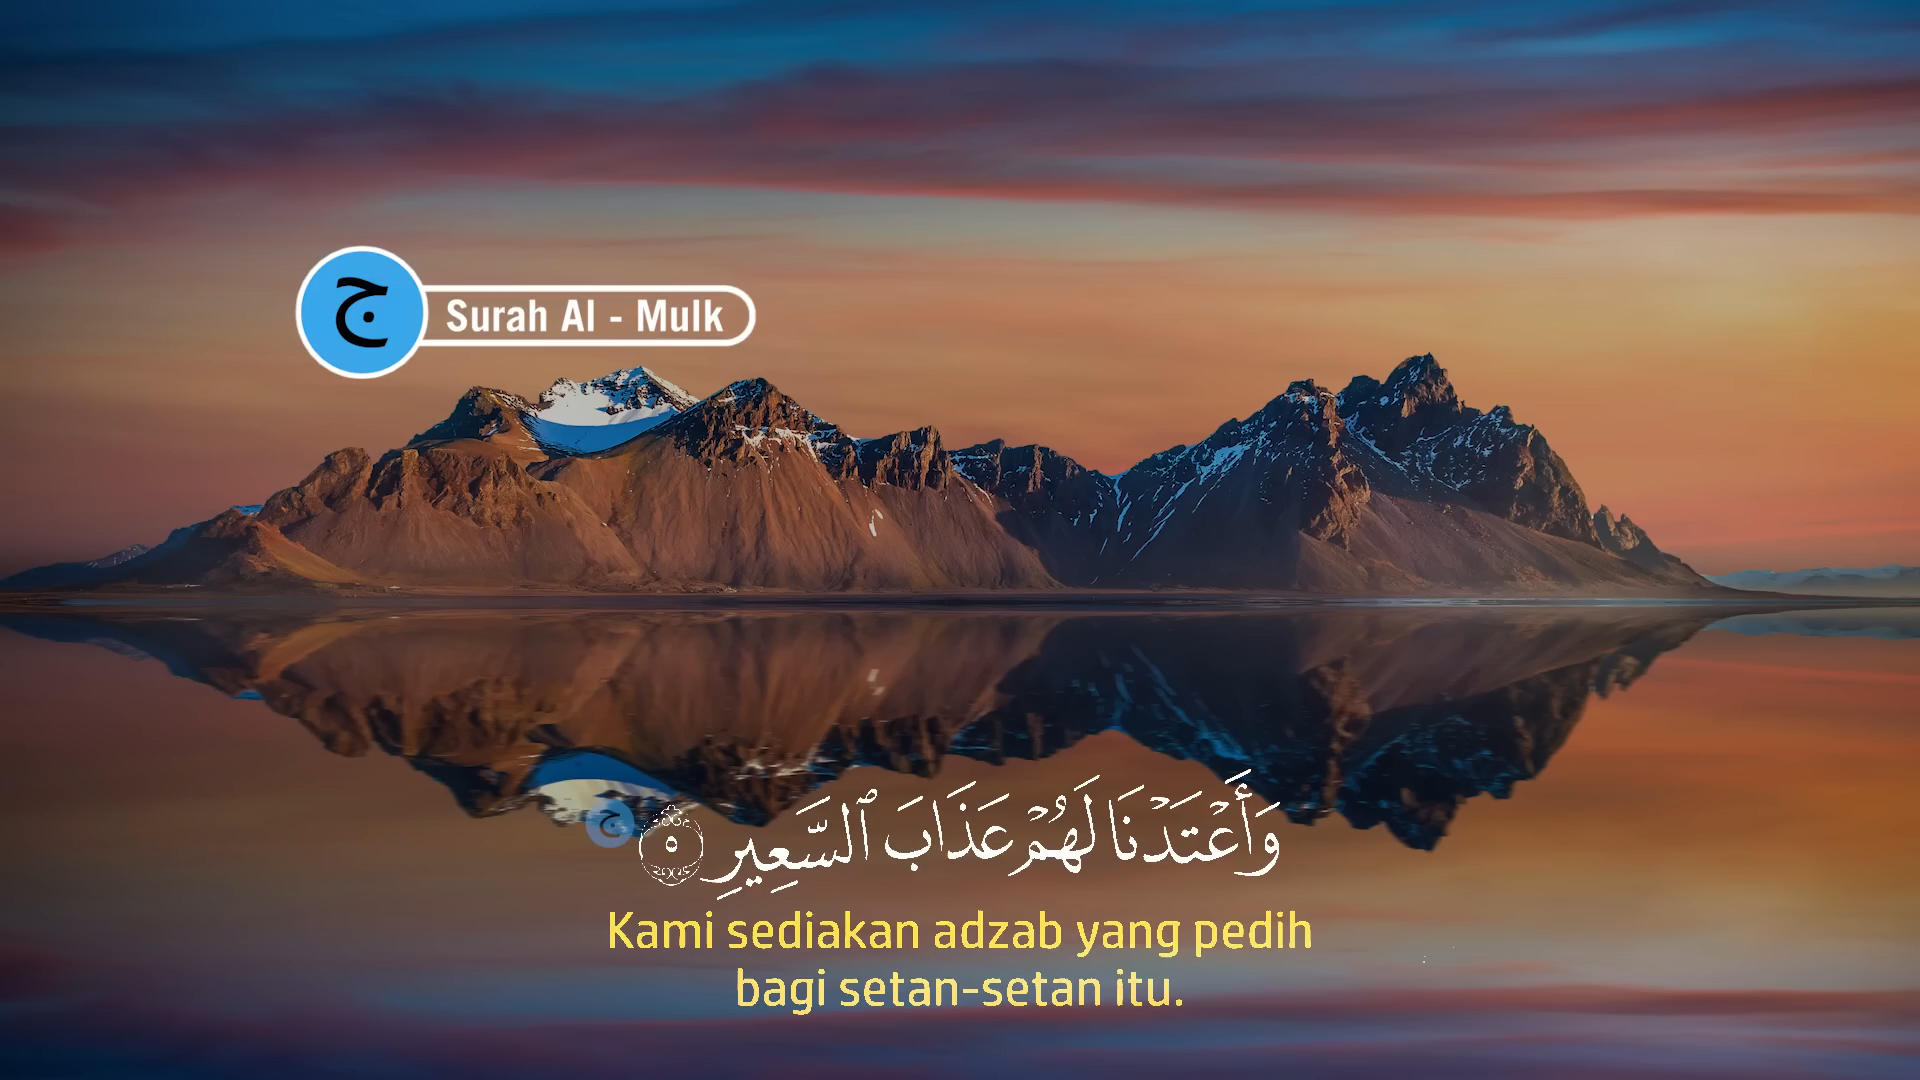 ج
Surah Al - Mulk
وَأَعْتَدْنَا لَهُمْ عَذَابَ ٱلسَّعِيرِ ٥
ج
Kami sediakan adzab yang pedih
bagi setan-setan itu.